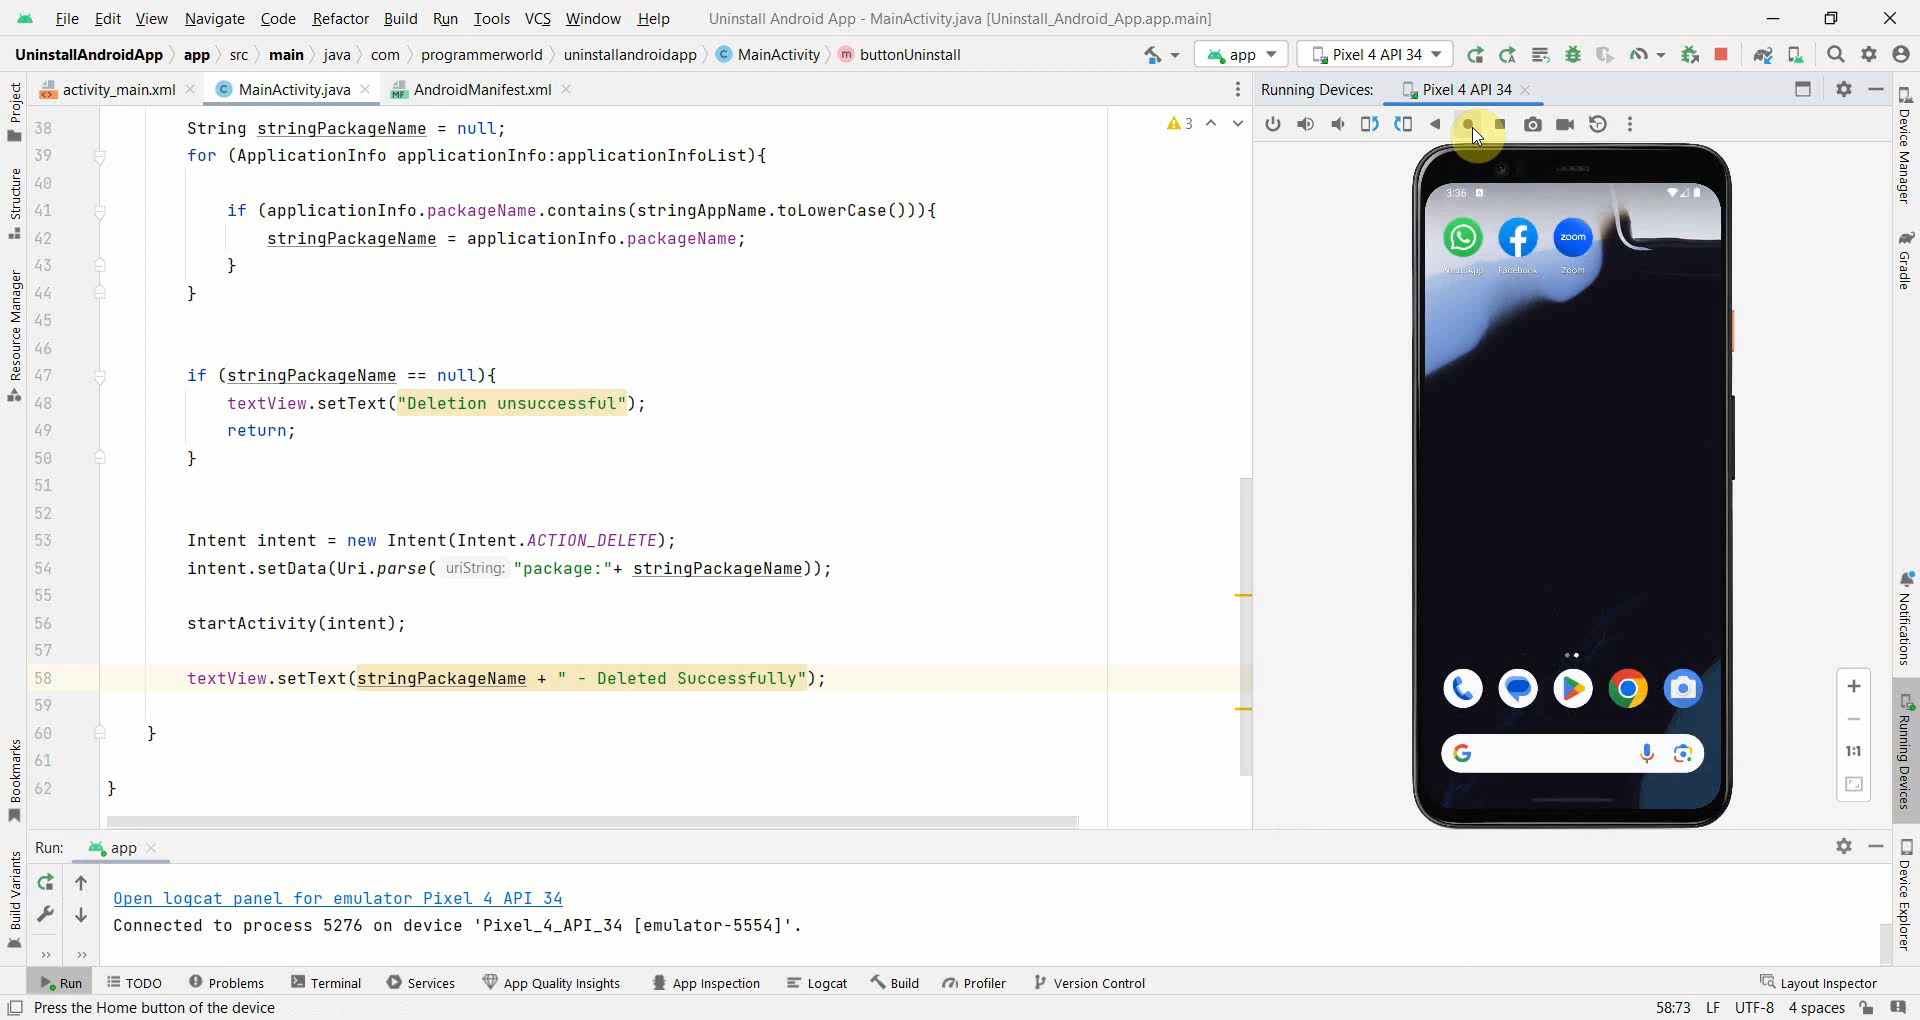 File Edit View Navigate Code Refactor Build Run Tools VCS Window Help Uninstall Android App - MainActivity.java [Uninstall_Android_App.app.main]
UninstallAndroidApp app src main java com programmerworld uninstallandroidapp C MainActivity m buttonUninstall app Pixel 4 API 34
activity_main.xml C MainActivity.java MF AndroidManifest.xml Running Devices: Pixel 4 API 34
38 String stringPackageName = null; 3
39 for (ApplicationInfo applicationInfo:applicationInfoList){
40
41 if (applicationInfo.packageName.contains(stringAppName.toLowerCase())){
42 stringPackageName = applicationInfo.packageName;
43 }
44 }
45
46
47 if (stringPackageName == null){
48 textView.setText("Deletion unsuccessful");
49 return;
50 }
51
52
53 Intent intent = new Intent(Intent.ACTION_DELETE);
54 intent.setData(Uri.parse( uriString: "package:"+ stringPackageName));
55
56 startActivity(intent);
57
58 textView.setText(stringPackageName + " - Deleted Successfully");
59
60 }
61
62 }
3:36
zoom
WhatsApp Facebook Zoom
G
1:1
Project
Structure
Resource Manager
Bookmarks
Build Variants
Device Manager
Gradle
Notifications
Running Devices
Device Explorer
Run: app
Open logcat panel for emulator Pixel 4 API 34
Connected to process 5276 on device 'Pixel_4_API_34 [emulator-5554]'.
Run TODO Problems Terminal Services App Quality Insights App Inspection Logcat Build Profiler Version Control Layout Inspector
Press the Home button of the device 58:73 LF UTF-8 4 spaces